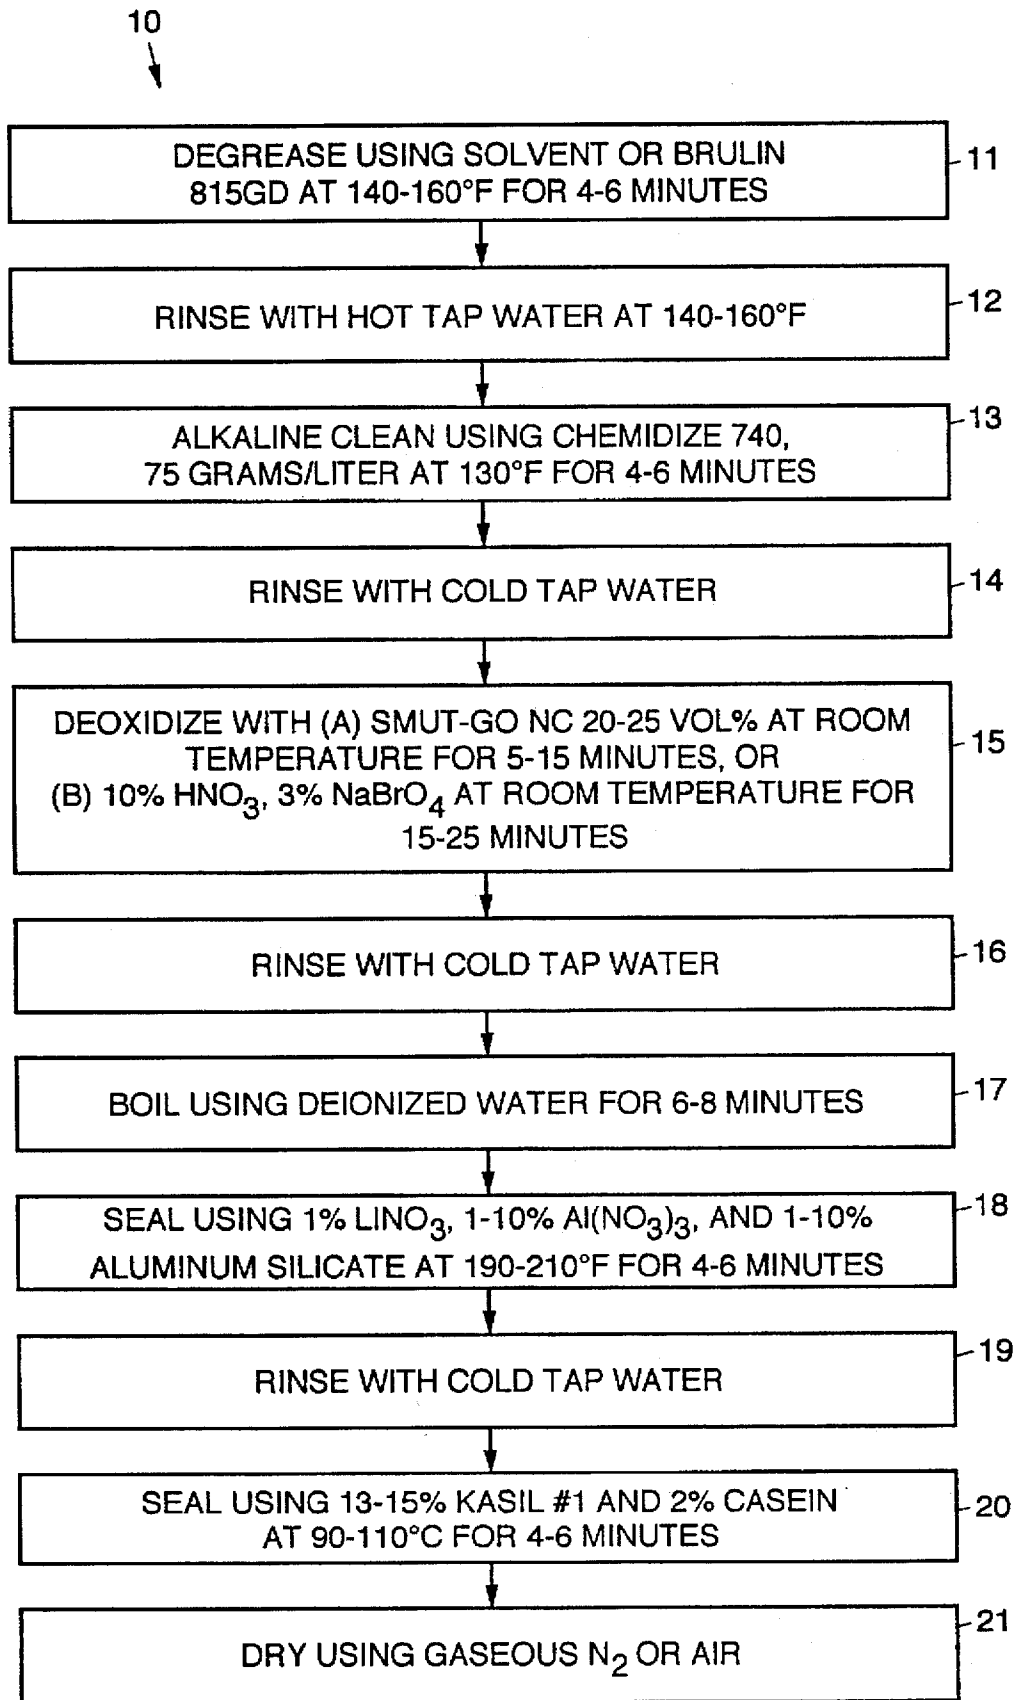 10
DEGREASE USING SOLVENT OR BRULIN
815GD AT 140-160°F FOR 4-6 MINUTES
11
RINSE WITH HOT TAP WATER AT 140-160°F
12
ALKALINE CLEAN USING CHEMIDIZE 740,
75 GRAMS/LITER AT 130°F FOR 4-6 MINUTES
13
RINSE WITH COLD TAP WATER
14
DEOXIDIZE WITH (A) SMUT-GO NC 20-25 VOL% AT ROOM
TEMPERATURE FOR 5-15 MINUTES, OR
(B) 10% HNO3, 3% NaBrO4 AT ROOM TEMPERATURE FOR
15-25 MINUTES
15
RINSE WITH COLD TAP WATER
16
BOIL USING DEIONIZED WATER FOR 6-8 MINUTES
17
SEAL USING 1% LINO3, 1-10% Al(NO3)3, AND 1-10%
ALUMINUM SILICATE AT 190-210°F FOR 4-6 MINUTES
18
RINSE WITH COLD TAP WATER
19
SEAL USING 13-15% KASIL #1 AND 2% CASEIN
AT 90-110°C FOR 4-6 MINUTES
20
DRY USING GASEOUS N2 OR AIR
21